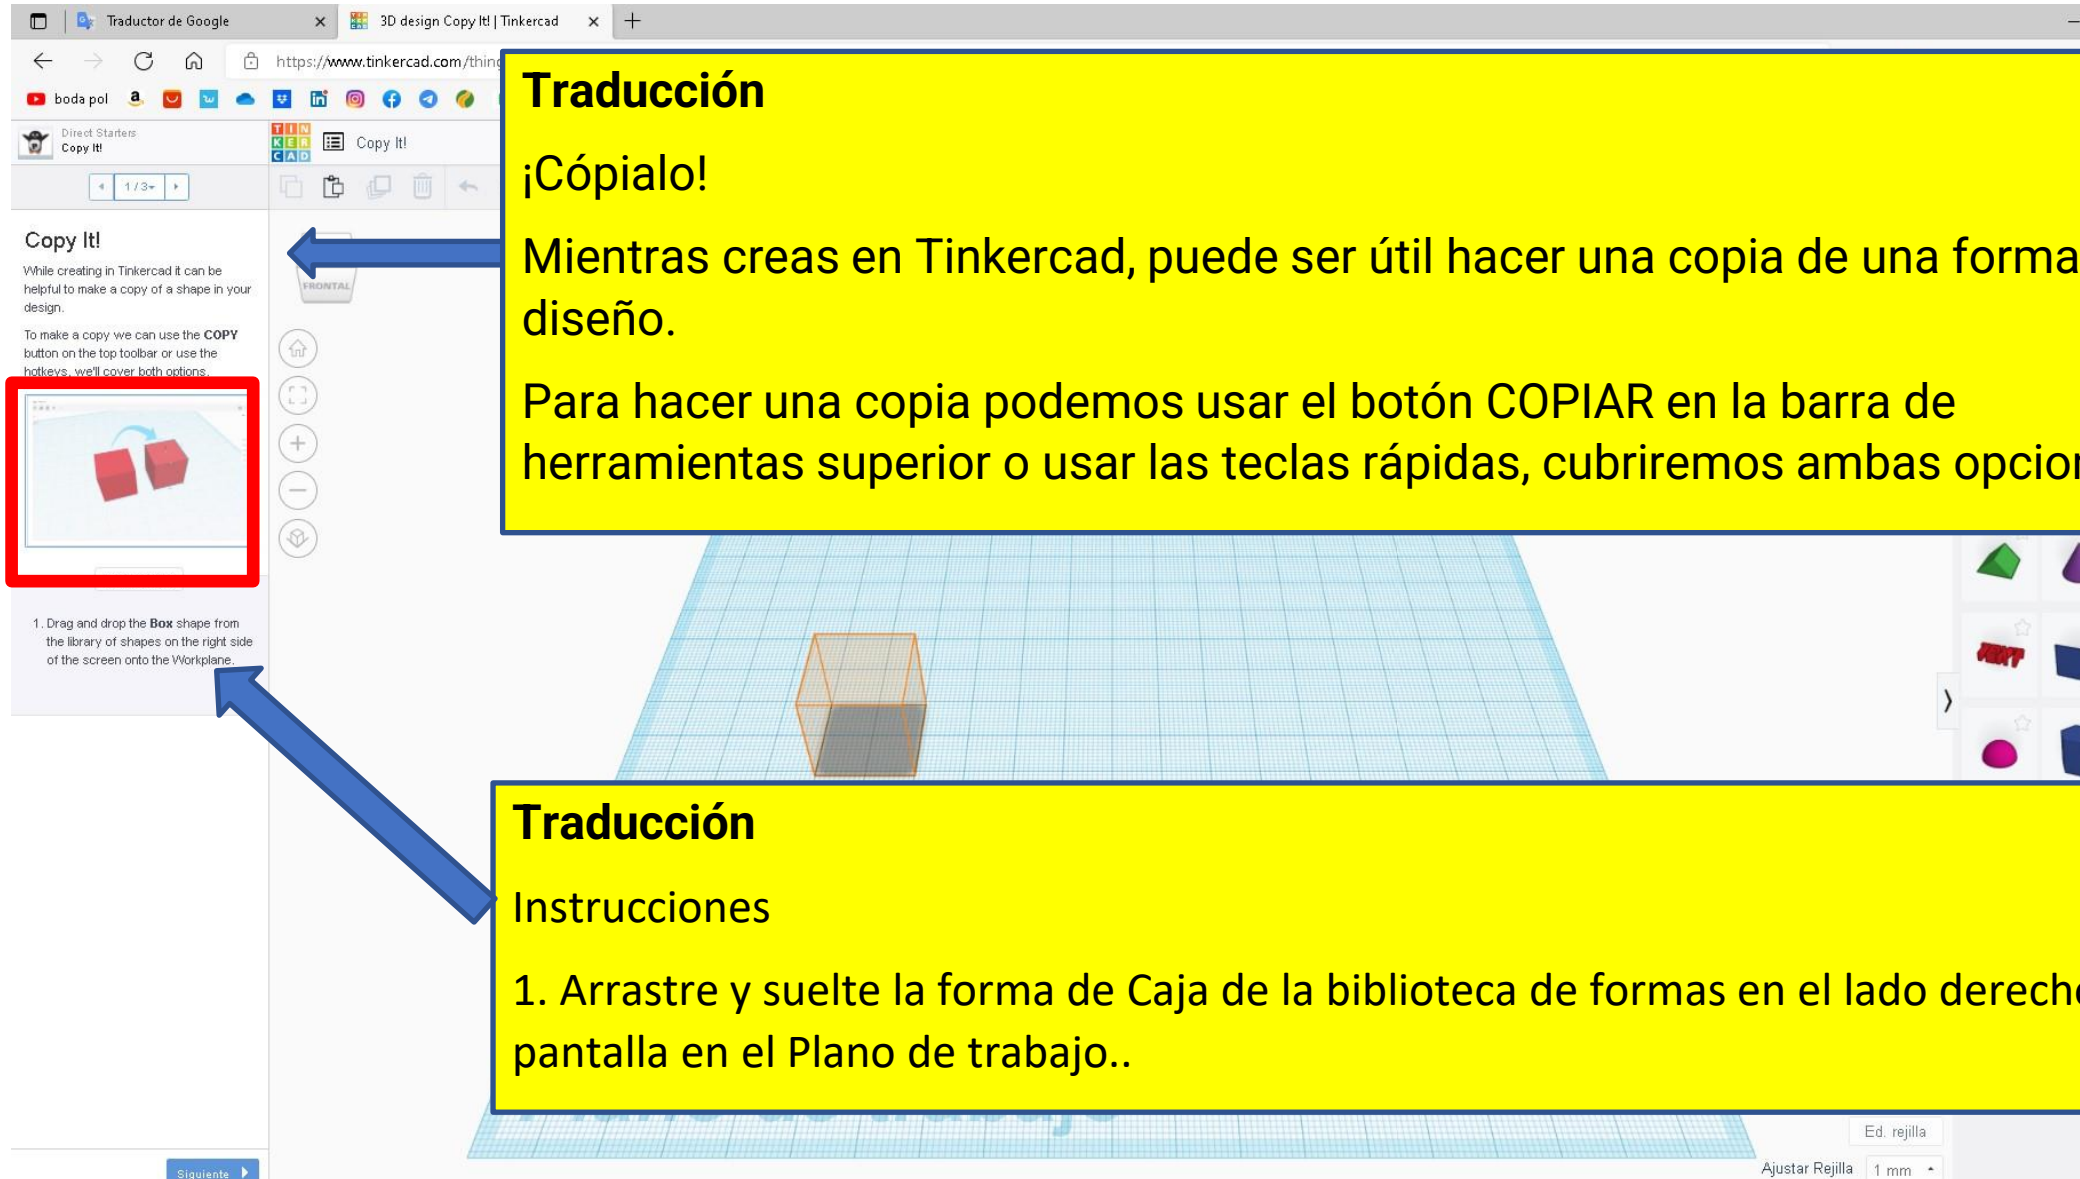 Traductor de Google
3D design Copy It! | Tinkercad
https://www.tinkercad.com/thing
boda pol
Direct Starters
Copy It!
TINKERCAD
Copy It!
1/3
Copy It!
While creating in Tinkercad it can be
helpful to make a copy of a shape in your
design.
To make a copy we can use the COPY
button on the top toolbar or use the
hotkeys, we'll cover both options.
FRONTAL
Traducción
¡Cópialo!
Mientras creas en Tinkercad, puede ser útil hacer una copia de una forma
diseño.
Para hacer una copia podemos usar el botón COPIAR en la barra de
herramientas superior o usar las teclas rápidas, cubriremos ambas opcion
1. Drag and drop the Box shape from
the library of shapes on the right side
of the screen onto the Workplane.
TEXT
Traducción
Instrucciones
1. Arrastre y suelte la forma de Caja de la biblioteca de formas en el lado derecho
pantalla en el Plano de trabajo..
Ed. rejilla
Ajustar Rejilla 1 mm
Siguiente